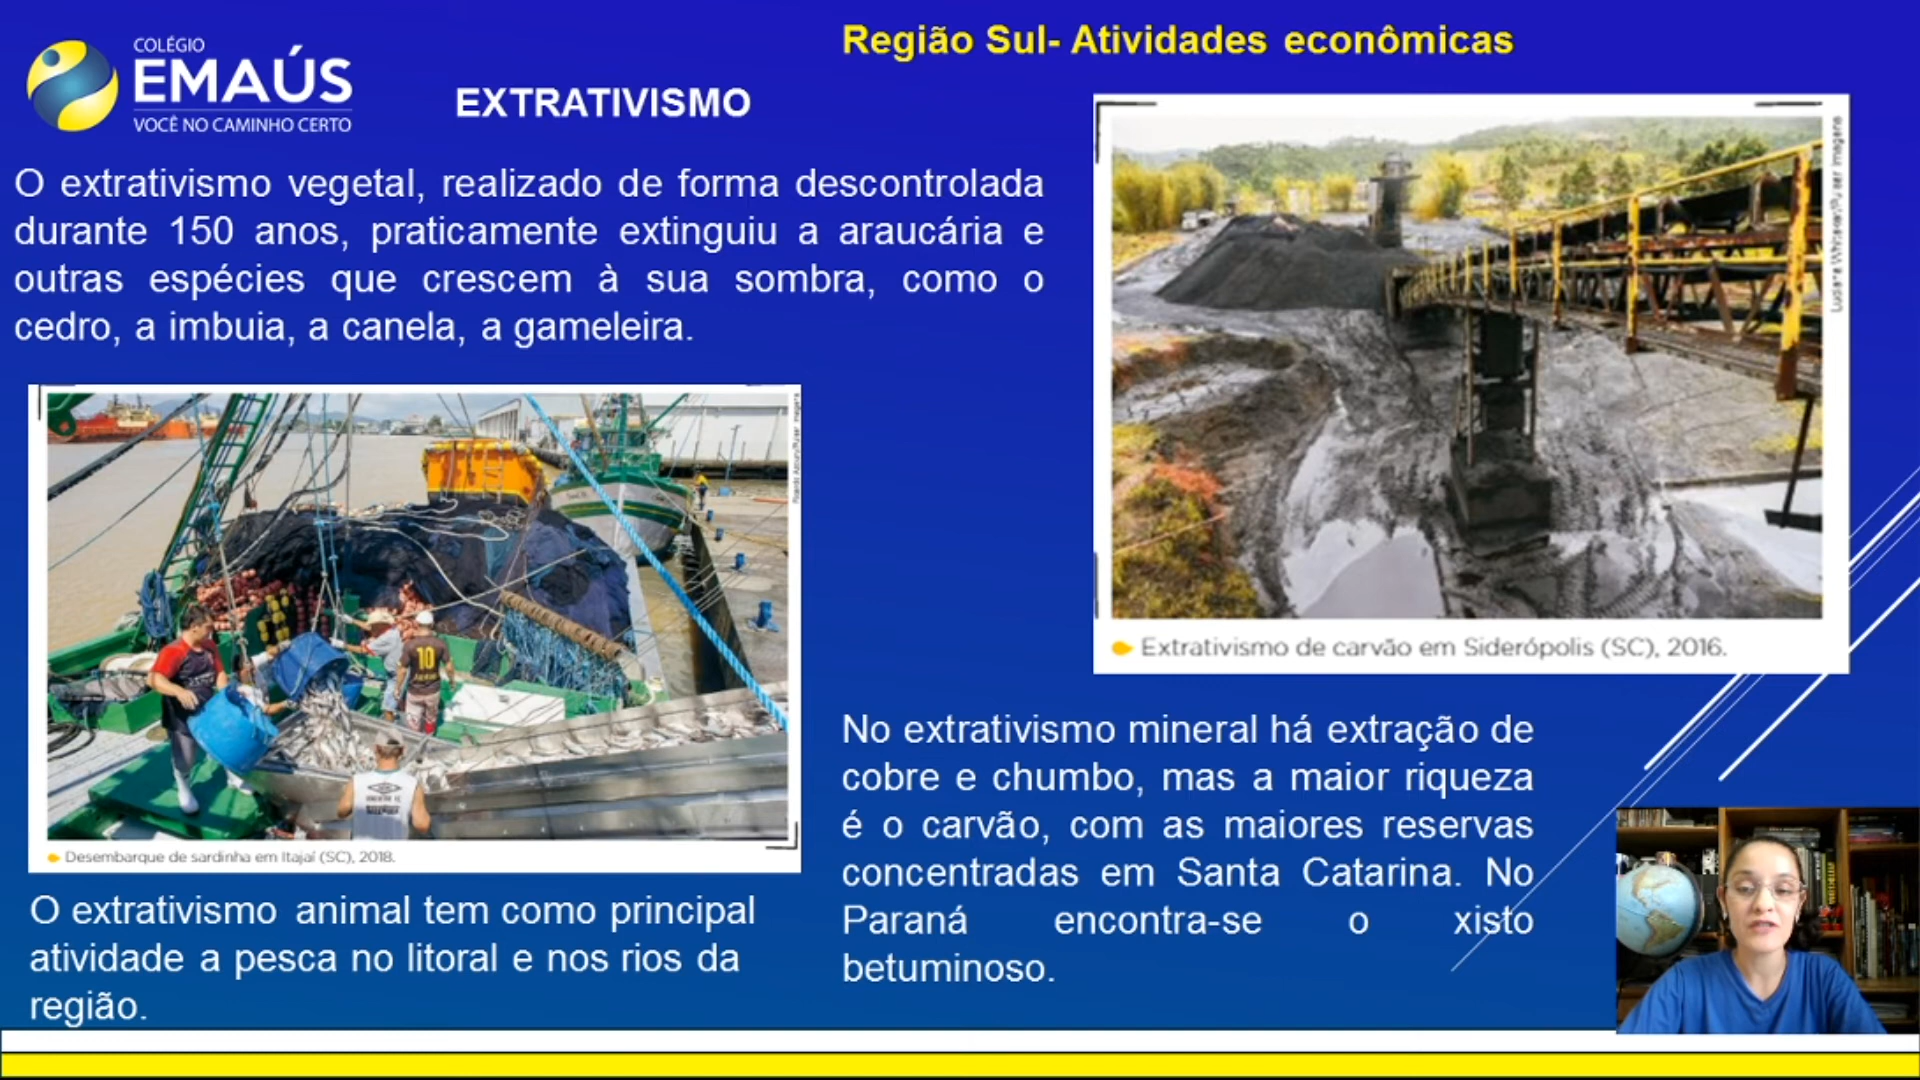 COLÉGIO
EMAÚS
VOCÊ NO CAMINHO CERTO
Região Sul- Atividades econômicas
EXTRATIVISMO
O extrativismo vegetal, realizado de forma descontrolada
durante 150 anos, praticamente extinguiu a araucária e
outras espécies que crescem à sua sombra, como o
cedro, a imbuia, a canela, a gameleira.
10
Desembarque de sardinha em Itajaí (SC), 2018.
O extrativismo animal tem como principal
atividade a pesca no litoral e nos rios da
região.
Extrativismo de carvão em Siderópolis (SC), 2016.
No extrativismo mineral há extração de
cobre e chumbo, mas a maior riqueza
é o carvão, com as maiores reservas
concentradas em Santa Catarina. No
Paraná encontra-se o xisto
betuminoso.